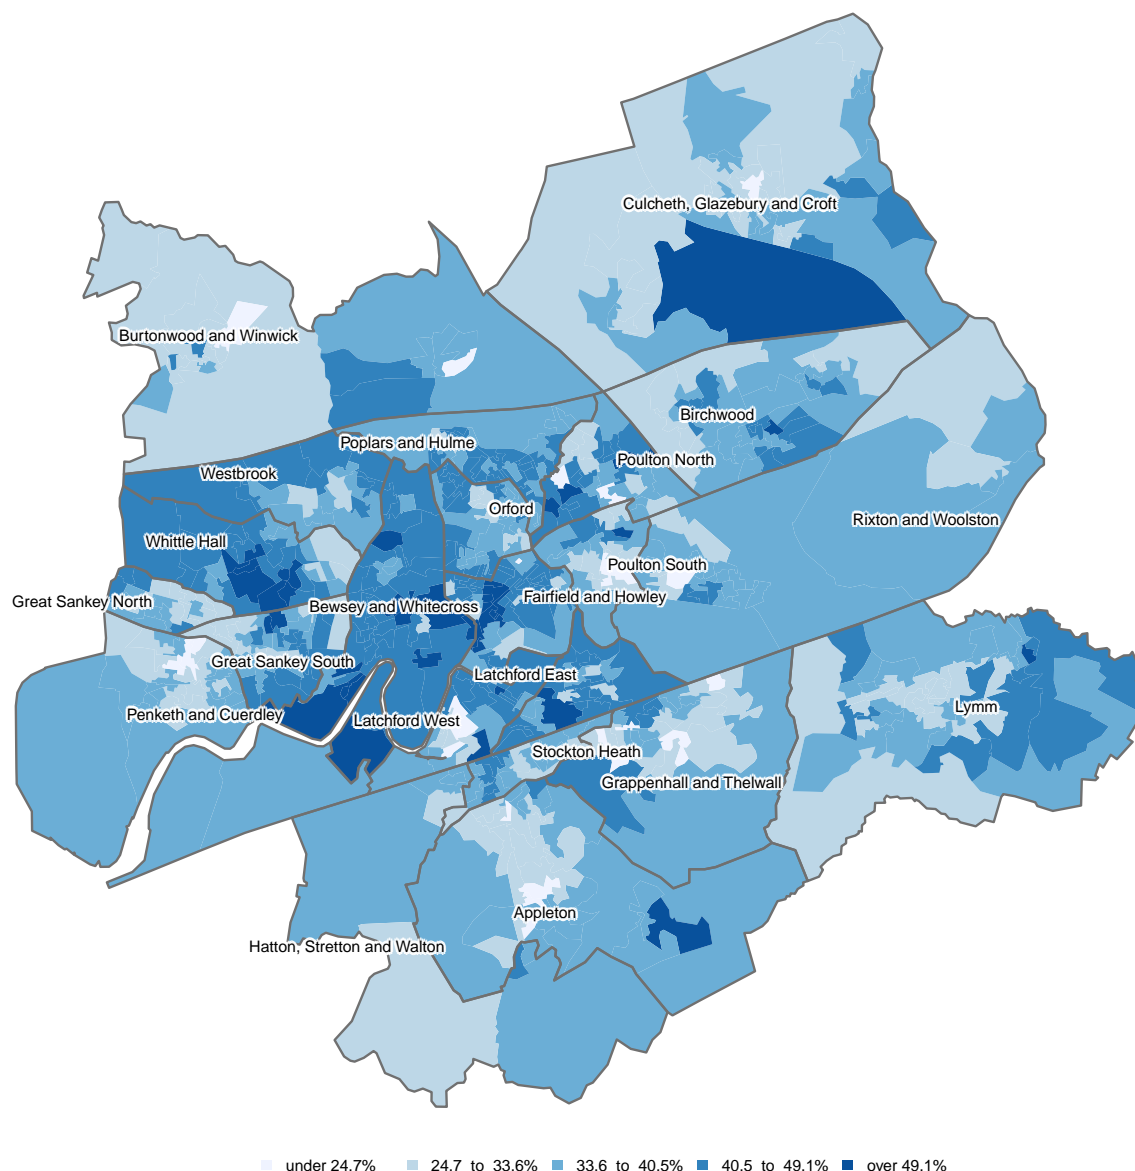 Culcheth, Glazebury and Croft
Burtonwood and Winwick
Birchwood
Poplars and Hulme
Poulton North
Westbrook
Orford
Rixton and Woolston
Whittle Hall
Poulton South
Great Sankey North
Bewsey and Whitecross
Fairfield and Howley
Great Sankey South
Latchford East
Lymm
Penketh and Cuerdley
Latchford West
Stockton Heath
Grappenhall and Thelwall
Appleton
Hatton, Stretton and Walton
under 24.7% 24.7 to 33.6% 33.6 to 40.5% 40.5 to 49.1% over 49.1%